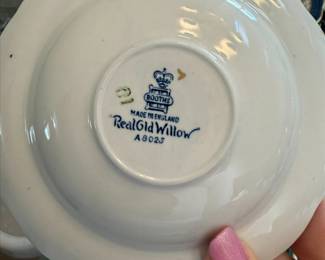 BOOTHS
MADE IN ENGLAND
Real Old Willow
A8025